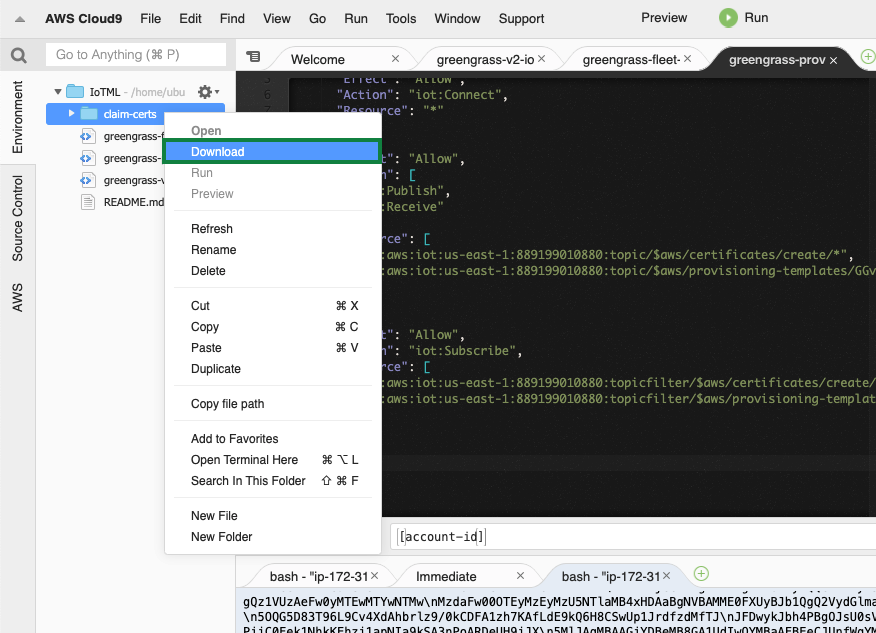 AWS Cloud9 File Edit Find View Go Run Tools Window Support Preview Run
Go to Anything (⌘ P)
Welcome × greengrass-v2-io × greengrass-fleet- × greengrass-prov ×
Environment
Source Control
AWS
IoTML - /home/ubu
claim-certs
greengrass-f
greengrass-
greengrass-v
README.md
Open
Download
Run
Preview
Refresh
Rename
Delete
Cut ⌘ X
Copy ⌘ C
Paste ⌘ V
Duplicate
Copy file path
Add to Favorites
Open Terminal Here ⌘ ⌥ L
Search In This Folder ⇧ ⌘ F
New File
New Folder
5 "Effect": "Allow",
6 "Action": "iot:Connect",
7 "Resource": "*"
t": "Allow",
n": [
:Publish",
:Receive"
rce": [
:aws:iot:us-east-1:889199010880:topic/$aws/certificates/create/*",
:aws:iot:us-east-1:889199010880:topic/$aws/provisioning-templates/GGv
t": "Allow",
n": "iot:Subscribe",
rce": [
:aws:iot:us-east-1:889199010880:topicfilter/$aws/certificates/create/
:aws:iot:us-east-1:889199010880:topicfilter/$aws/provisioning-templat
[account-id]
bash - "ip-172-31 × Immediate × bash - "ip-172-31 ×